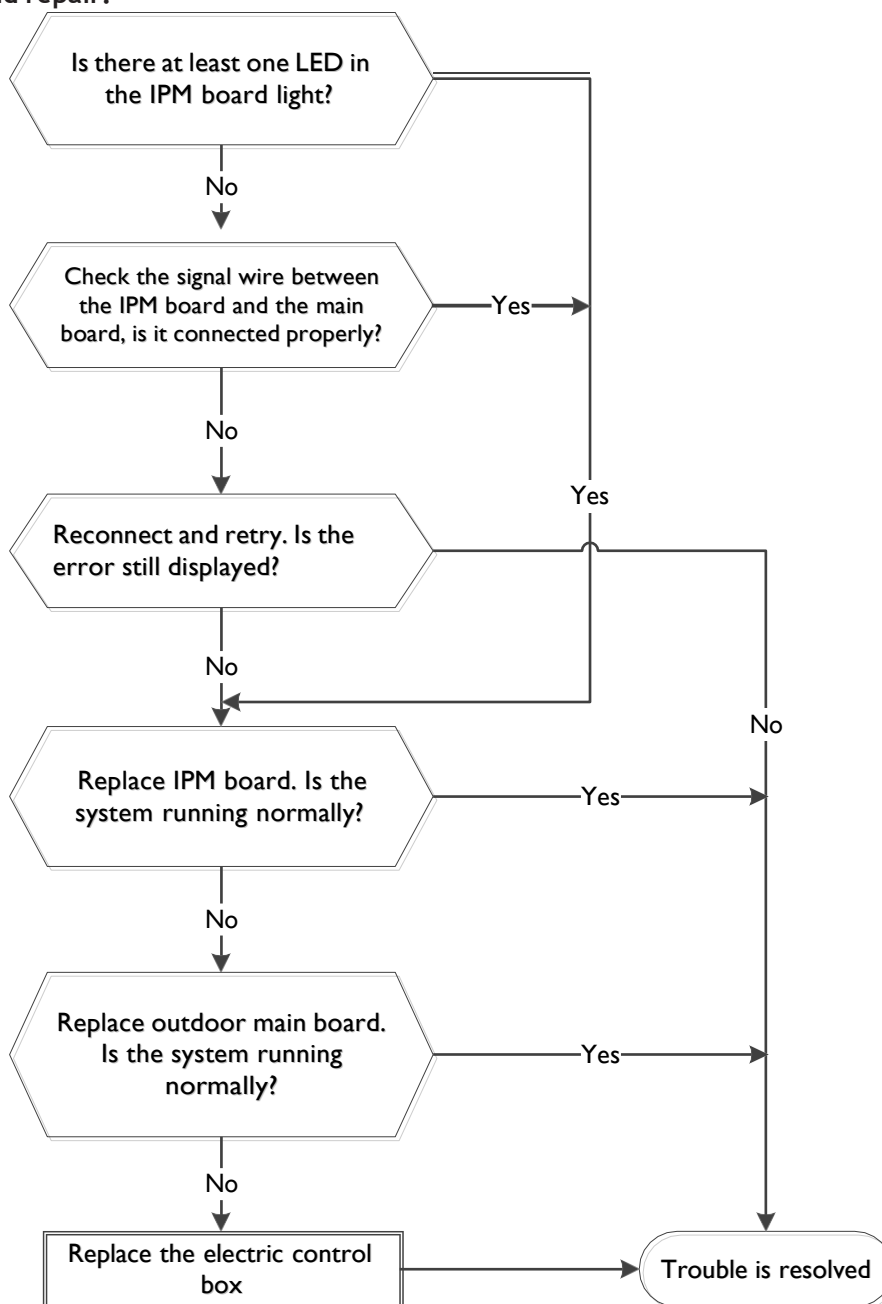 Is there at least one LED in
the IPM board light?
No
Check the signal wire between
the IPM board and the main
board, is it connected properly?
Yes
No
Yes
Reconnect and retry. Is the
error still displayed?
No
No
Replace IPM board. Is the
system running normally?
Yes
No
Replace outdoor main board.
Is the system running
normally?
Yes
No
Replace the electric control
box
Trouble is resolved